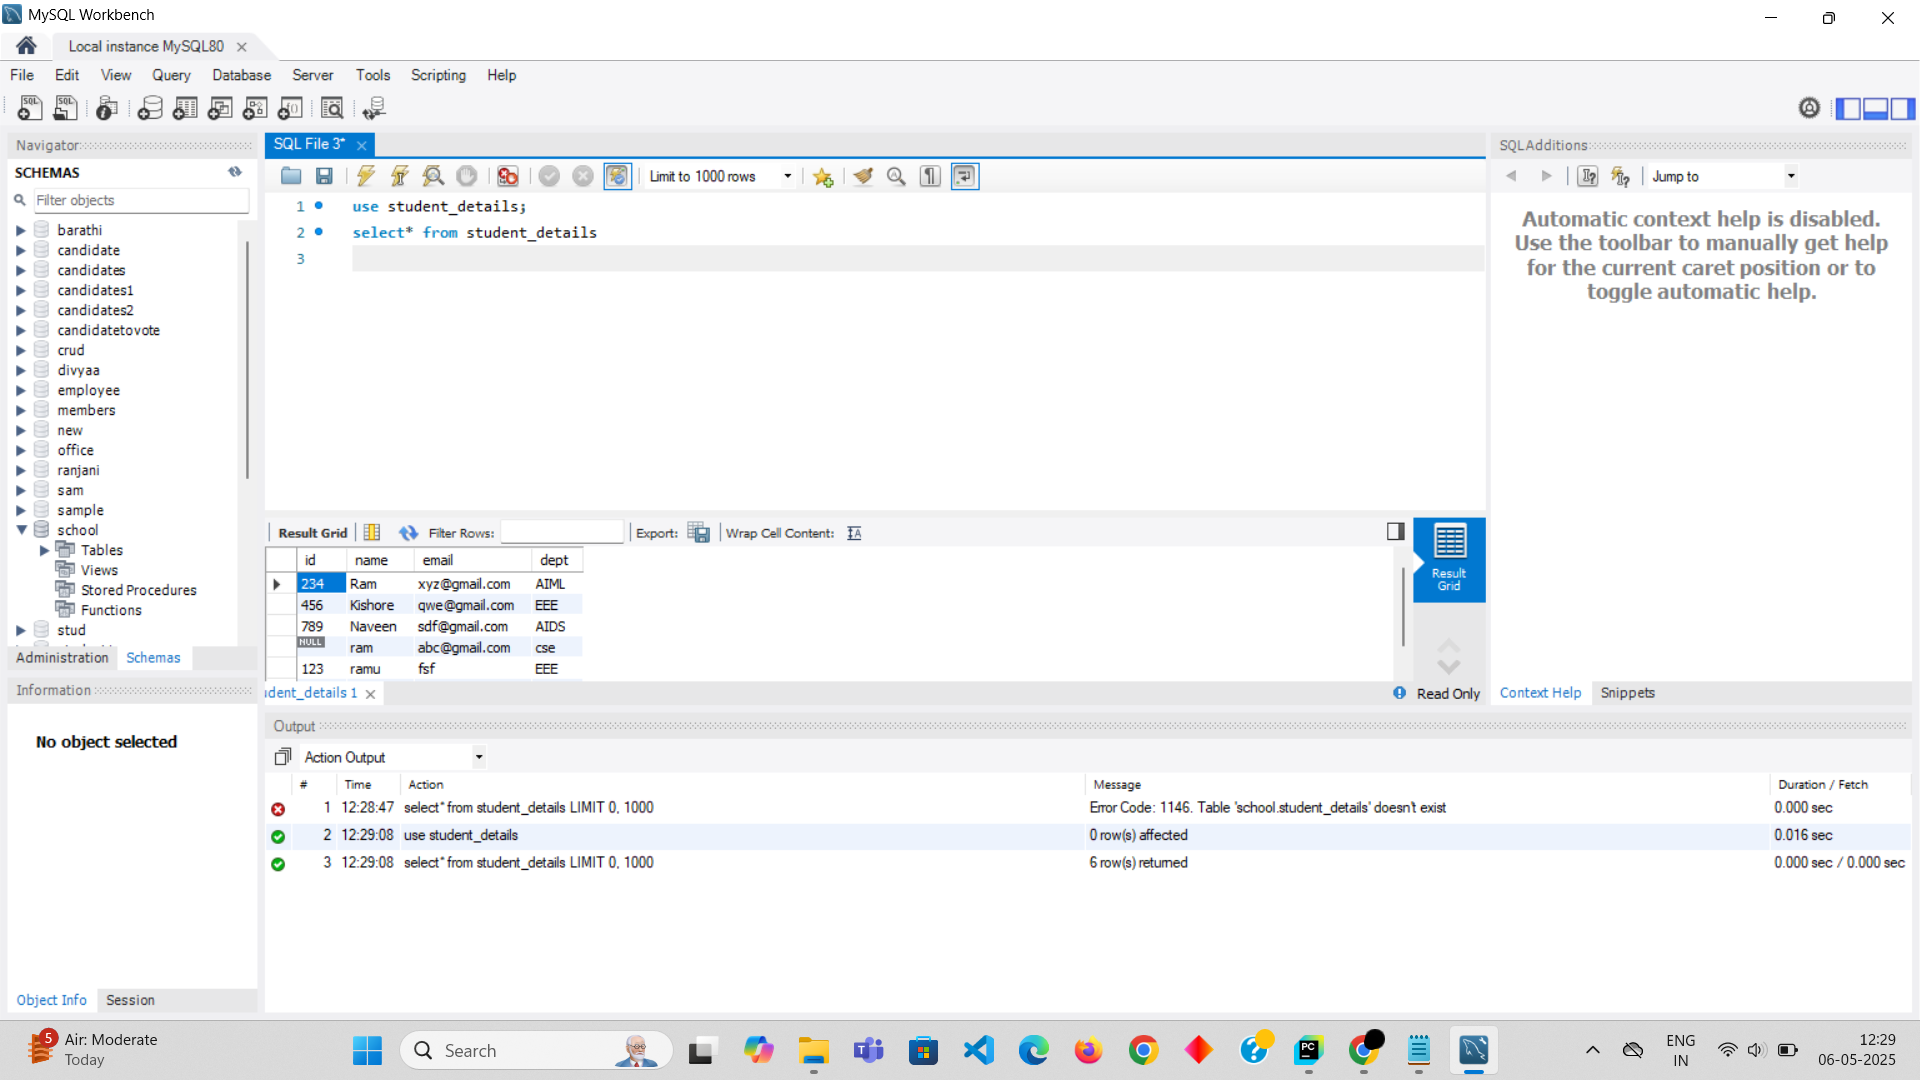 MySQL Workbench
Local instance MySQL80
File Edit View Query Database Server Tools Scripting Help
Navigator
SCHEMAS
Filter objects
barathi
candidate
candidates
candidates1
candidates2
candidatetovote
crud
divyaa
employee
members
new
office
ranjani
sam
sample
school
Tables
Views
Stored Procedures
Functions
stud
Administration Schemas
Information
No object selected
Object Info Session
SQL File 3*
Limit to 1000 rows
1 use student_details;
2 select* from student_details
3
Result Grid Filter Rows: Export: Wrap Cell Content:
id name email dept
234 Ram xyz@gmail.com AIML
456 Kishore qwe@gmail.com EEE
789 Naveen sdf@gmail.com AIDS
NULL ram abc@gmail.com cse
123 ramu fsf EEE
Result
Grid
udent_details 1
Read Only
SQLAdditions
Jump to
Automatic context help is disabled.
Use the toolbar to manually get help
for the current caret position or to
toggle automatic help.
Context Help Snippets
Output
Action Output
# Time Action Message Duration / Fetch
1 12:28:47 select* from student_details LIMIT 0, 1000 Error Code: 1146. Table 'school.student_details' doesn't exist 0.000 sec
2 12:29:08 use student_details 0 row(s) affected 0.016 sec
3 12:29:08 select* from student_details LIMIT 0, 1000 6 row(s) returned 0.000 sec / 0.000 sec
5
Air: Moderate
Today
Search
PC
ENG
IN
12:29
06-05-2025